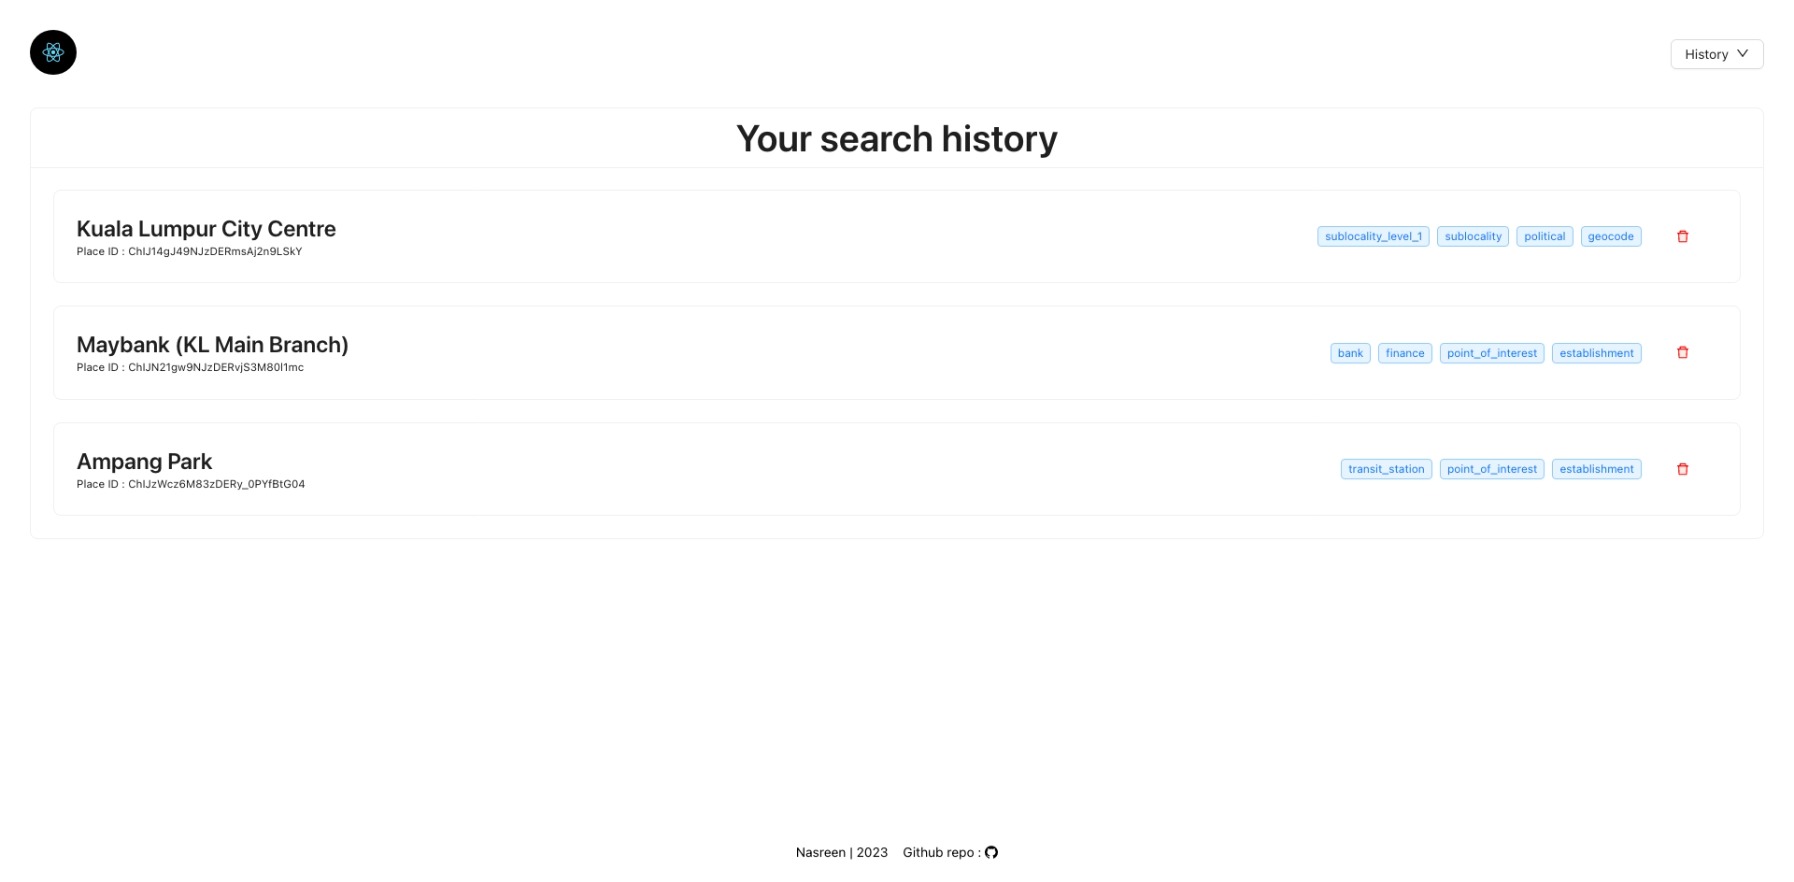 History
Your search history
Kuala Lumpur City Centre
Place ID : ChIJ14gJ49NJzDERmsAj2n9LSkY
sublocality_level_1 sublocality political geocode
Maybank (KL Main Branch)
Place ID : ChIJN21gw9NJzDERvjS3M80I1mc
bank finance point_of_interest establishment
Ampang Park
Place ID : ChIJzWcz6M83zDERy_0PYfBtG04
transit_station point_of_interest establishment
Nasreen | 2023 Github repo :